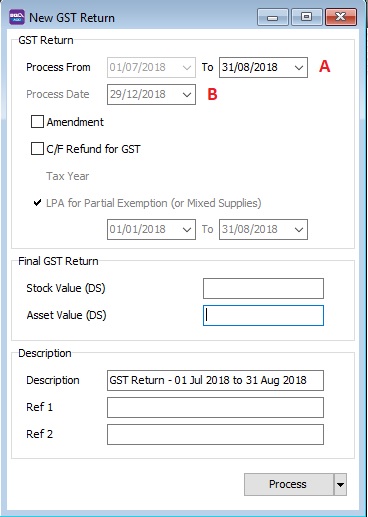 New GST Return
GST Return
Process From 01/07/2018 To 31/08/2018 A
Process Date 29/12/2018 B
Amendment
C/F Refund for GST
Tax Year
LPA for Partial Exemption (or Mixed Supplies)
01/01/2018 To 31/08/2018
Final GST Return
Stock Value (DS)
Asset Value (DS)
Description
Description GST Return - 01 Jul 2018 to 31 Aug 2018
Ref 1
Ref 2
Process